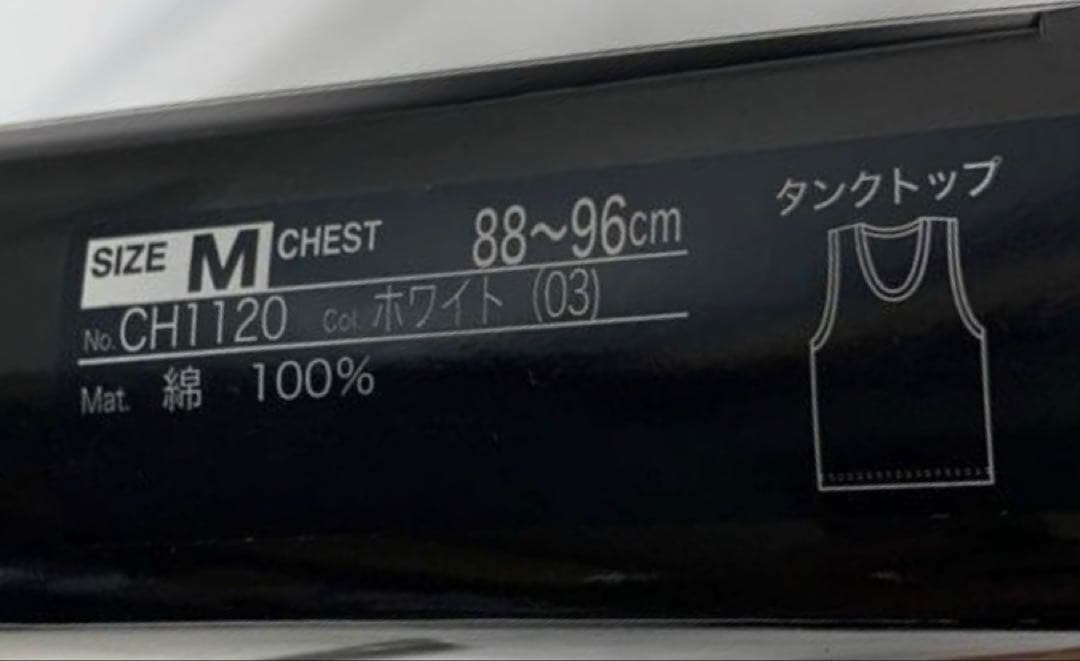 SIZE M CHEST 88~96cm
No. CH1120 Col. ホワイト (03)
Mat. 綿 100%
タンクトップ